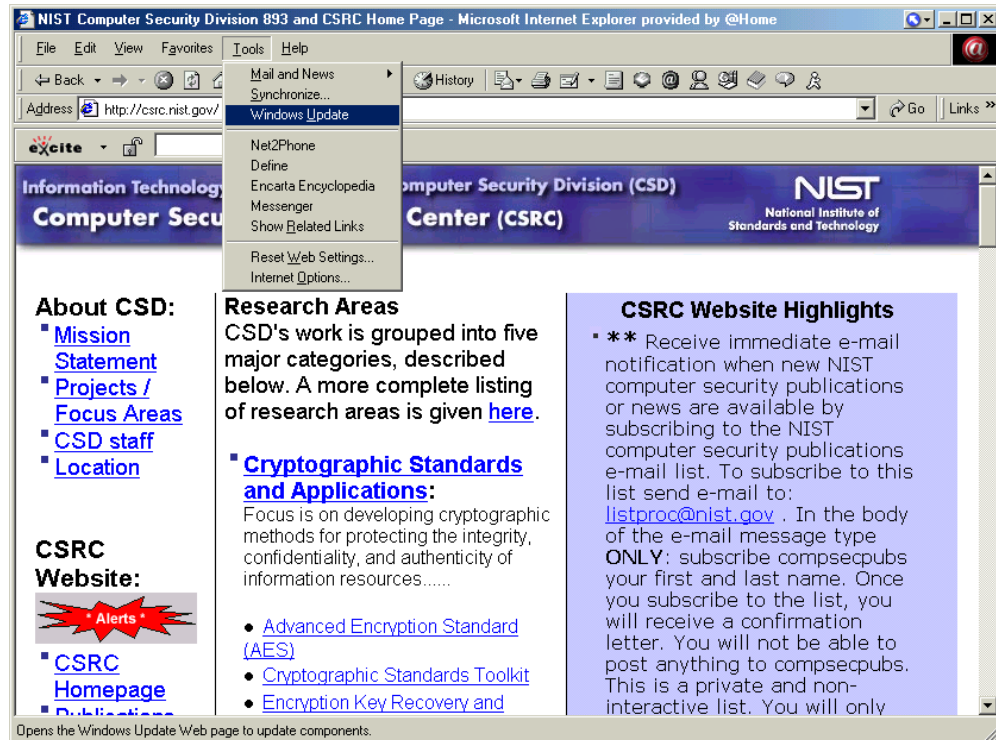 NIST Computer Security Division 893 and CSRC Home Page - Microsoft Internet Explorer provided by @Home
File Edit View Favorites Tools Help
Back History
Address http://csrc.nist.gov/ Go Links »
Mail and News
Synchronize...
Windows Update
Net2Phone
Define
Encarta Encyclopedia
Messenger
Show Related Links
Reset Web Settings...
Internet Options...
excite
Information Technology omputer Security Division (CSD)
Computer Secu Center (CSRC)
NIST
National Institute of
Standards and Technology
About CSD:
Mission
Statement
Projects /
Focus Areas
CSD staff
Location
CSRC
Website:
* Alerts *
CSRC
Homepage
Publications
Research Areas
CSD's work is grouped into five
major categories, described
below. A more complete listing
of research areas is given here.
Cryptographic Standards
and Applications:
Focus is on developing cryptographic
methods for protecting the integrity,
confidentiality, and authenticity of
information resources......
• Advanced Encryption Standard
(AES)
• Cryptographic Standards Toolkit
• Encryption Key Recovery and
CSRC Website Highlights
** Receive immediate e-mail
notification when new NIST
computer security publications
or news are available by
subscribing to the NIST
computer security publications
e-mail list. To subscribe to this
list send e-mail to:
listproc@nist.gov . In the body
of the e-mail message type
ONLY: subscribe compsecpubs
your first and last name. Once
you subscribe to the list, you
will receive a confirmation
letter. You will not be able to
post anything to compsecpubs.
This is a private and non-
interactive list. You will only
Opens the Windows Update Web page to update components.